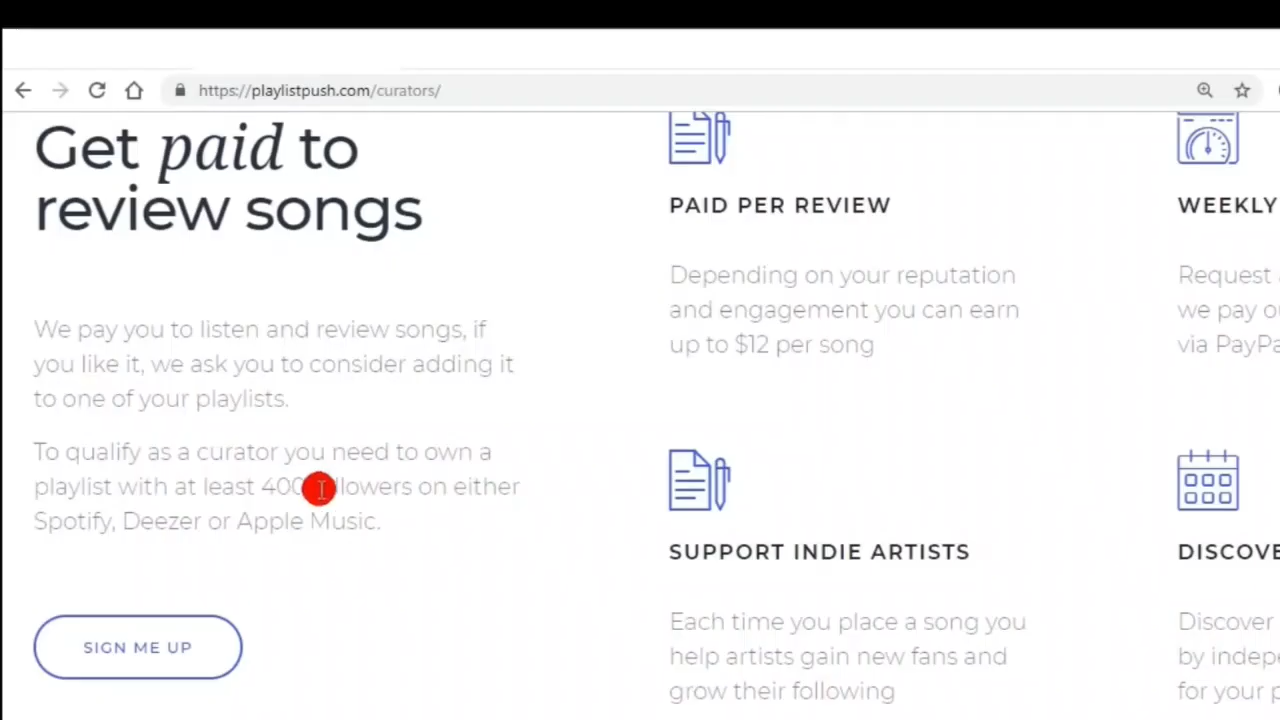 https://playlistpush.com/curators/
Get paid to
review songs
We pay you to listen and review songs, if
you like it, we ask you to consider adding it
to one of your playlists.
To qualify as a curator you need to own a
playlist with at least 400 llowers on either
Spotify, Deezer or Apple Music.
SIGN ME UP
PAID PER REVIEW
Depending on your reputation
and engagement you can earn
up to $12 per song
SUPPORT INDIE ARTISTS
Each time you place a song you
help artists gain new fans and
grow their following
WEEKLY
Request
we pay
via
DISCOVE
Discover
by indep
for your p